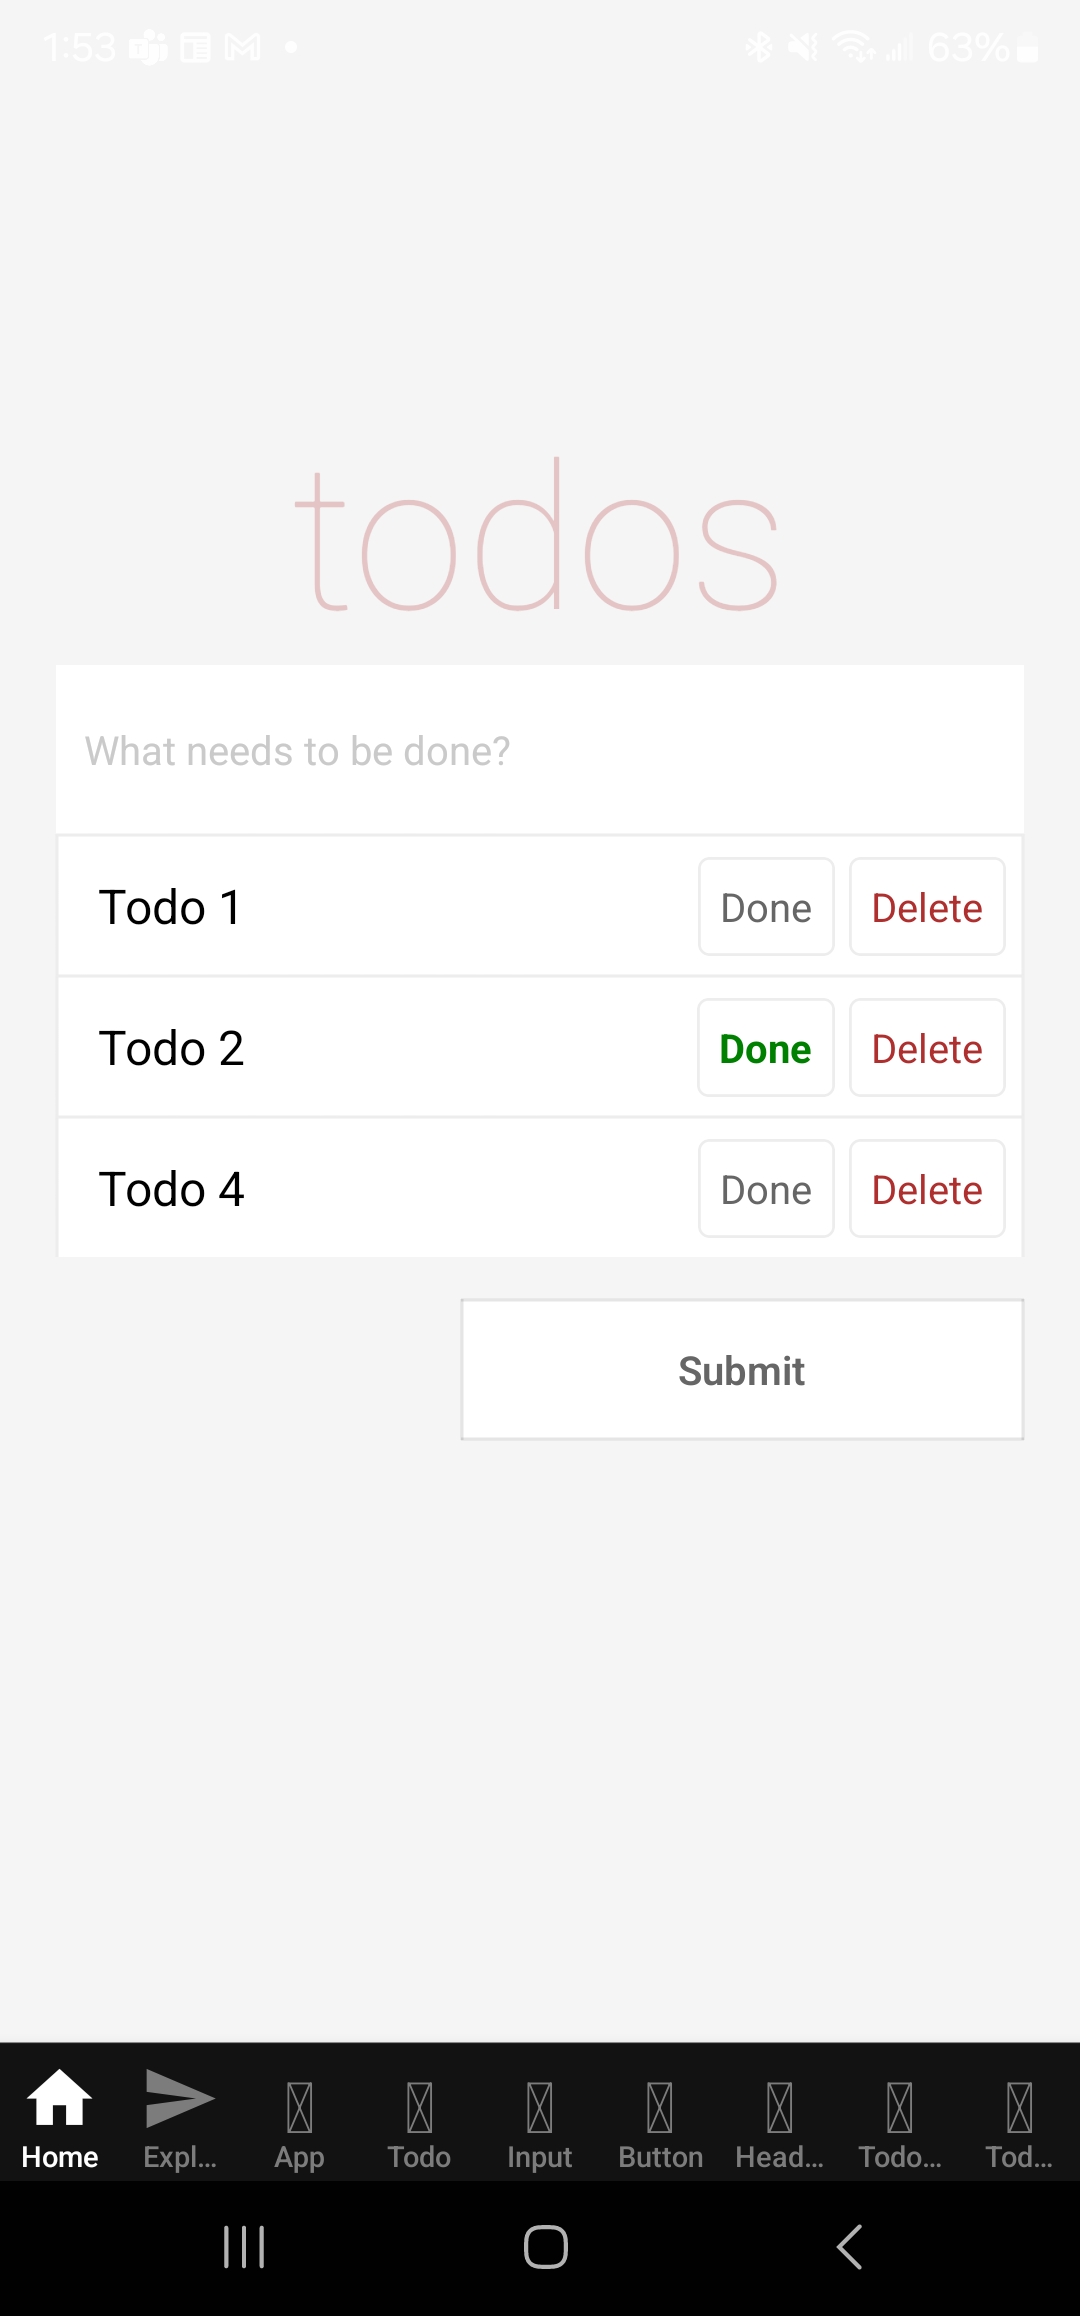 1:53 63%
todos
What needs to be done?
Todo 1 Done Delete
Todo 2 Done Delete
Todo 4 Done Delete
Submit
Home Expl... App Todo Input Button Head... Todo... Tod...